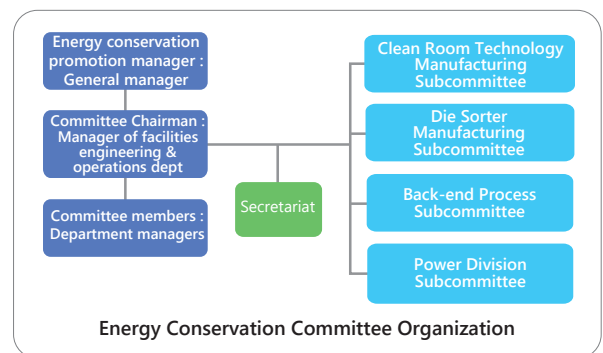 Energy conservation
promotion manager :
General manager
Committee Chairman :
Manager of facilities
engineering &
operations dept
Committee members :
Department managers
Secretariat
Clean Room Technology
Manufacturing
Subcommittee
Die Sorter
Manufacturing
Subcommittee
Back-end Process
Subcommittee
Power Division
Subcommittee
Energy Conservation Committee Organization